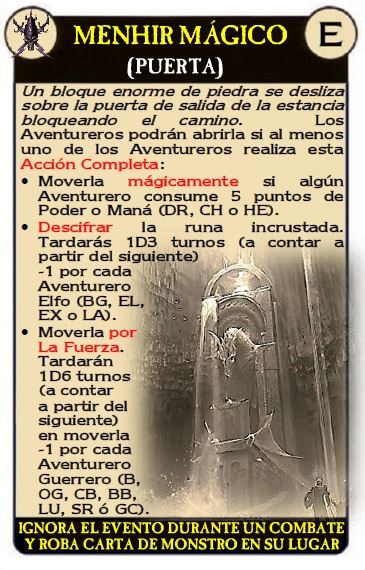 MENHIR MÁGICO
E
(PUERTA)
Un bloque enorme de piedra se desliza
sobre la puerta de salida de la estancia
bloqueando el camino. Los
Aventureros podrán abrirla si al menos
uno de los Aventureros realiza esta
Acción Completa:
• Moverla mágicamente si algún
Aventurero consume 5 puntos de
Poder o Maná (DR, CH o HE).
• Descifrar la runa incrustada.
Tardarás 1D3 turnos (a contar a
partir del siguiente)
-1 por cada
Aventurero
Elfo (BG, EL,
EX o LA).
• Moverla por
La Fuerza.
Tardarán
1D6 turnos
(a contar
a partir del
siguiente)
en moverla
-1 por cada
Aventurero
Guerrero (B,
OG, CB, BB,
LU, SR ó GC).
IGNORA EL EVENTO DURANTE UN COMBATE
Y ROBA CARTA DE MONSTRO EN SU LUGAR